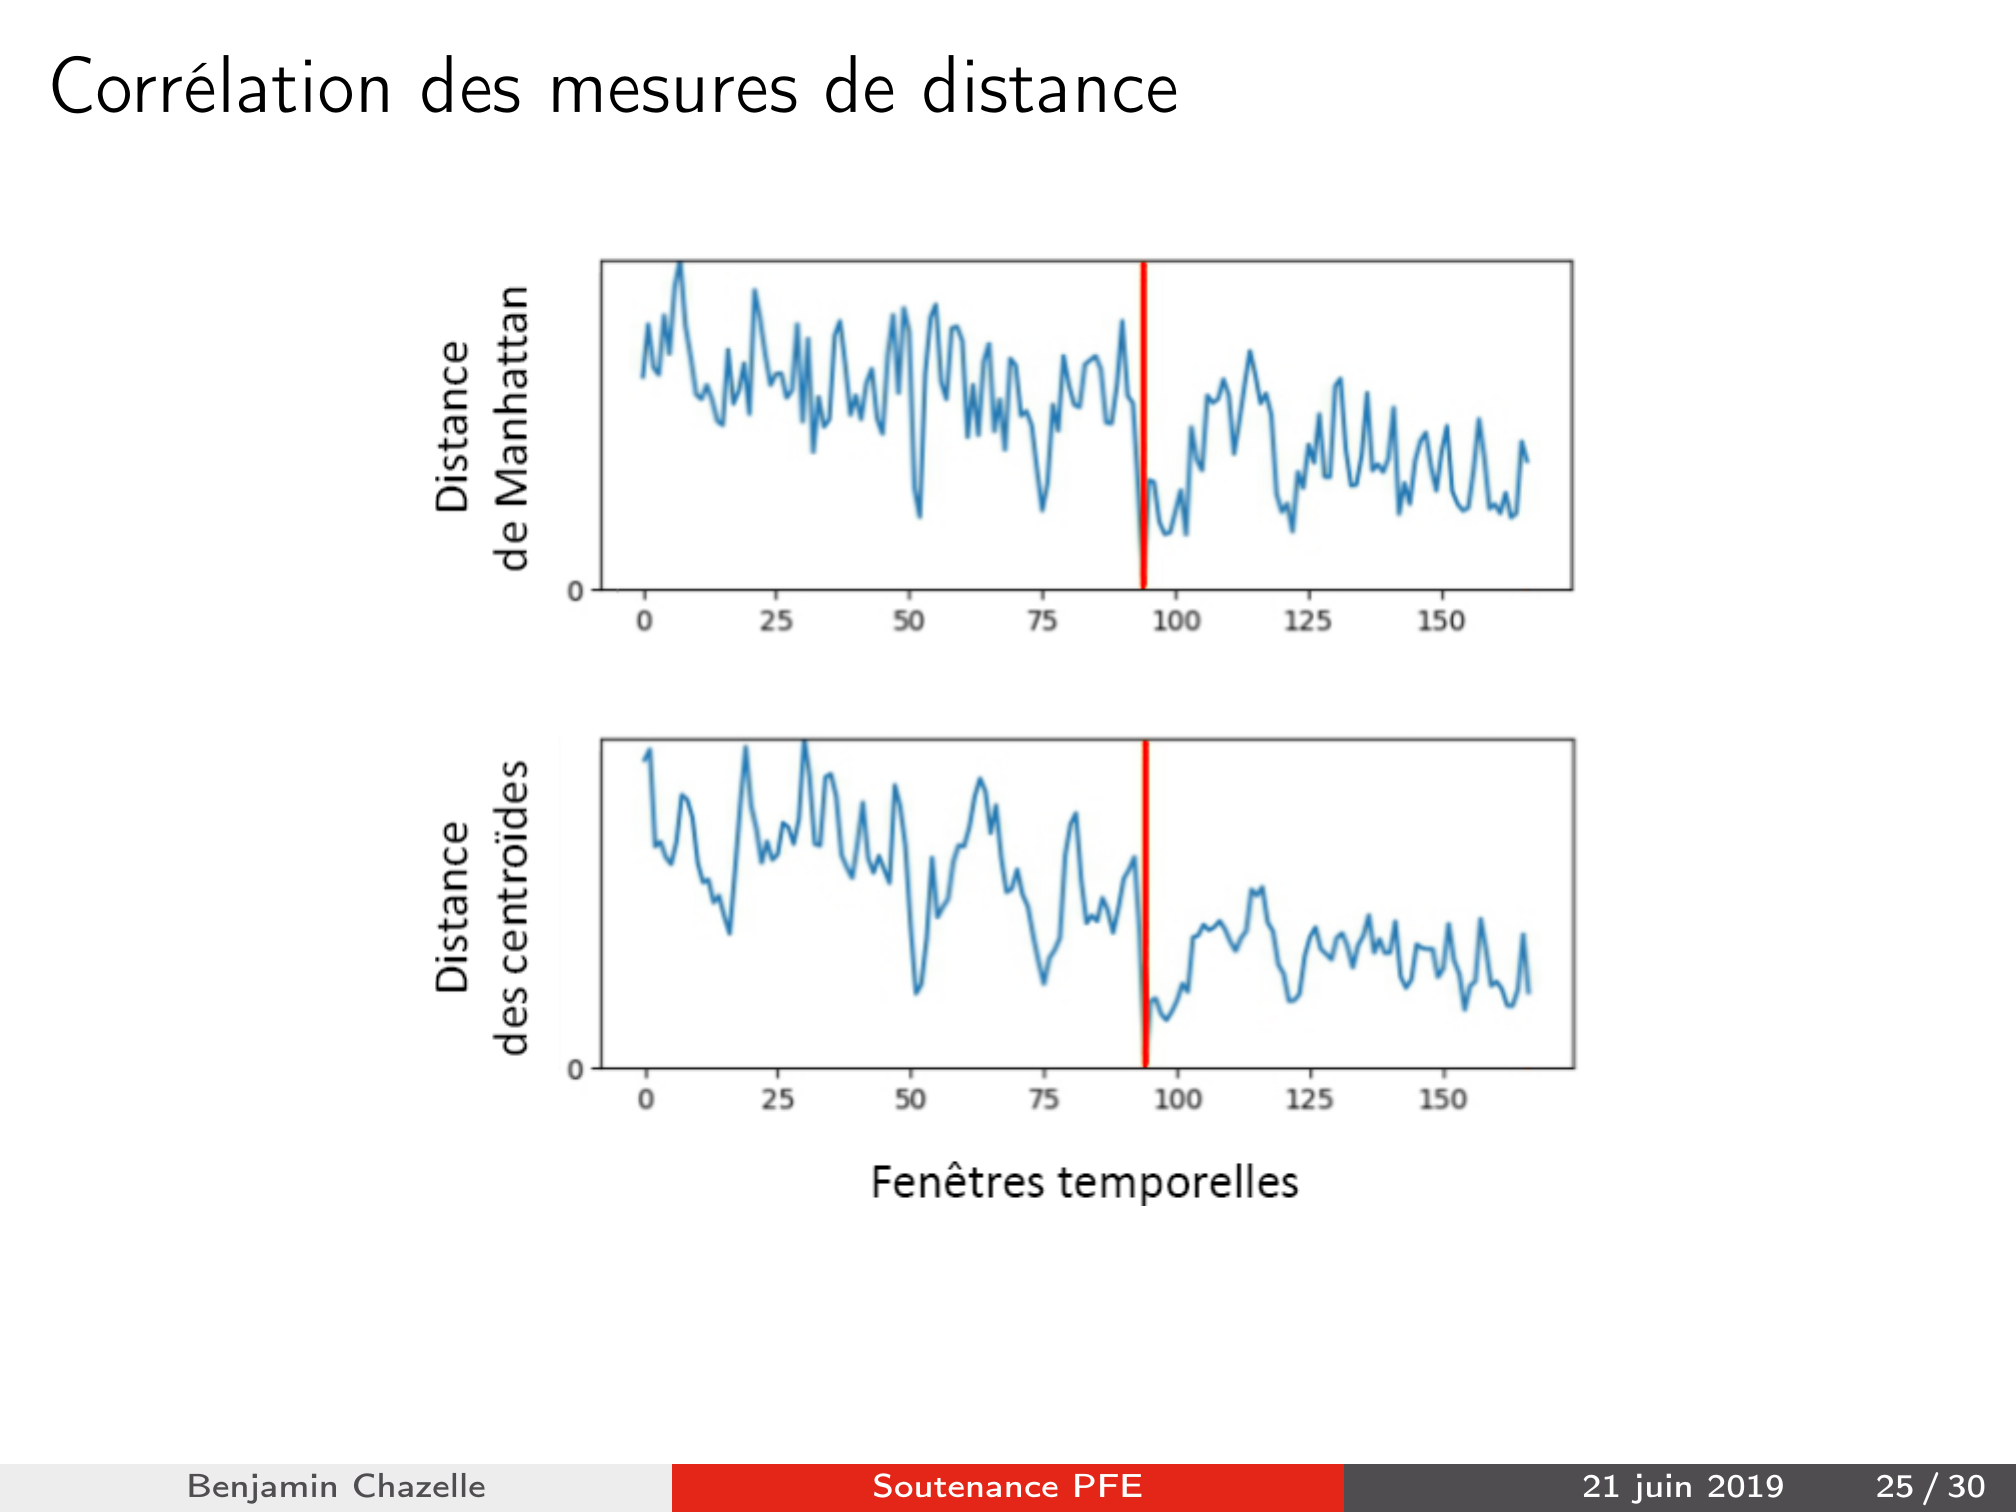 Corrélation des mesures de distance
Distance
de Manhattan
0
0 25 50 75 100 125 150
Distance
des centroïdes
0
0 25 50 75 100 125 150
Fenêtres temporelles
Benjamin Chazelle Soutenance PFE 21 juin 2019 25 / 30